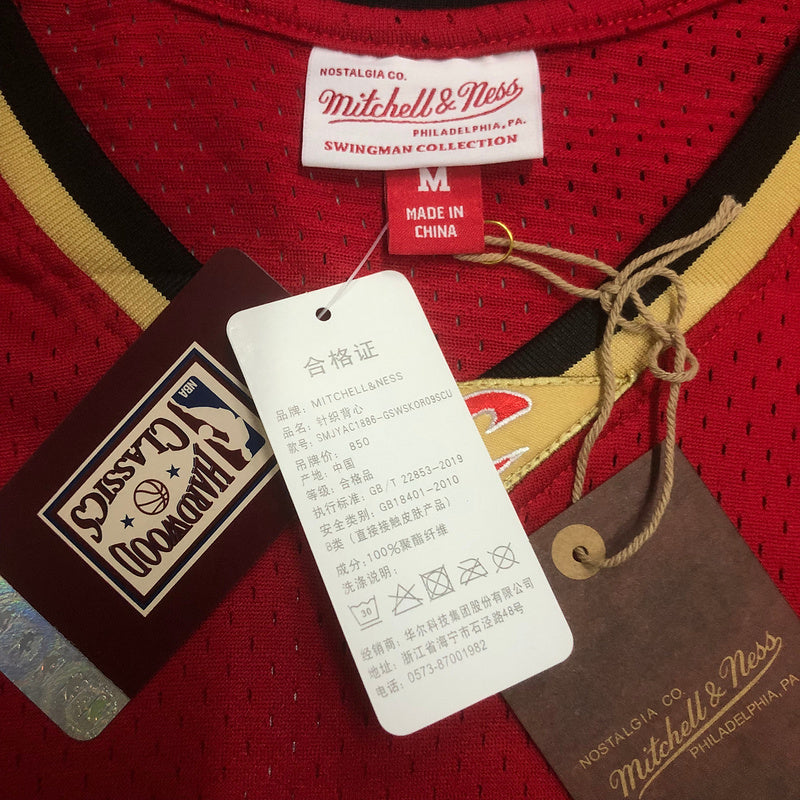 NOSTALGIA CO.
Mitchell & Ness
PHILADELPHIA, PA.
SWINGMAN COLLECTION
M
MADE IN
CHINA
NBA
HARDWOOD
CLASSICS
合格证
品牌: MITCHELL&NESS
品名: 针织背心
款号: SMJYAC18B6-GSWSKOR09SCU
吊牌价: 850
产地: 中国
等级: 合格品
执行标准: GB/T 22853-2019
安全类别: GB18401-2010
B类（直接接触皮肤产品）
成分: 100%聚酯纤维
洗涤说明:
30
经销商: 华尔科技集团股份有限公司
地址: 浙江省海宁市石泾路48号
电话: 0573-87001982
NOSTALGIA CO.
Mitchell & Ness
PHILADELPHIA, PA.